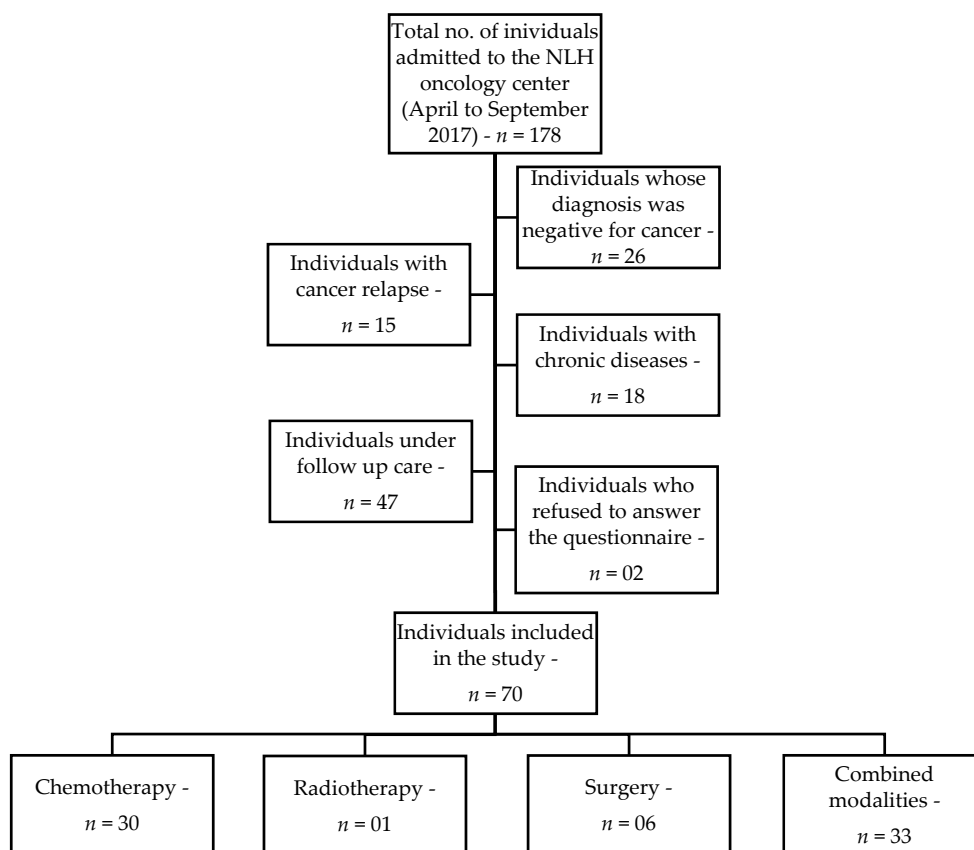 Total no. of inividuals
admitted to the NLH
oncology center
(April to September
2017) - n = 178
Individuals whose
diagnosis was
negative for cancer -
n = 26
Individuals with
cancer relapse -
n = 15
Individuals with
chronic diseases -
n = 18
Individuals under
follow up care -
n = 47
Individuals who
refused to answer
the questionnaire -
n = 02
Individuals included
in the study -
n = 70
Chemotherapy -
n = 30
Radiotherapy -
n = 01
Surgery -
n = 06
Combined
modalities -
n = 33